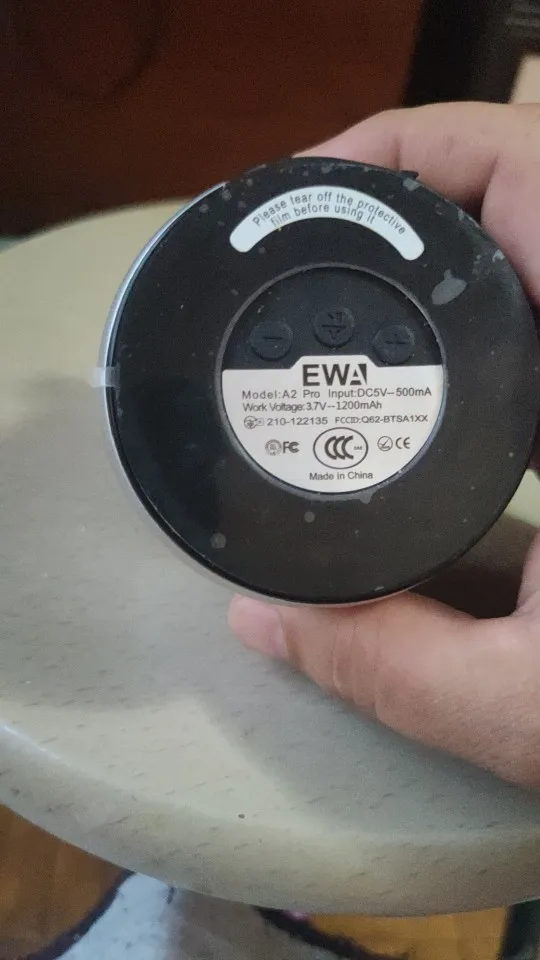 Please tear off the protective
film before using it
EWA
Model:A2 Pro Input:DC5V—500mA
Work Voltage:3.7V—1200mAh
210-122135 FCCID:Q62-BTSA1XX
FC CCC CE
Made in China